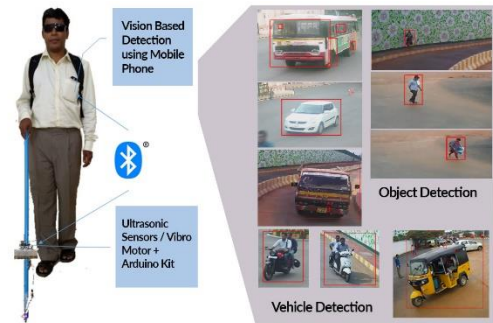 Vision Based
Detection
using Mobile
Phone
®
Ultrasonic
Sensors / Vibro
Motor +
Arduino Kit
Object Detection
Vehicle Detection